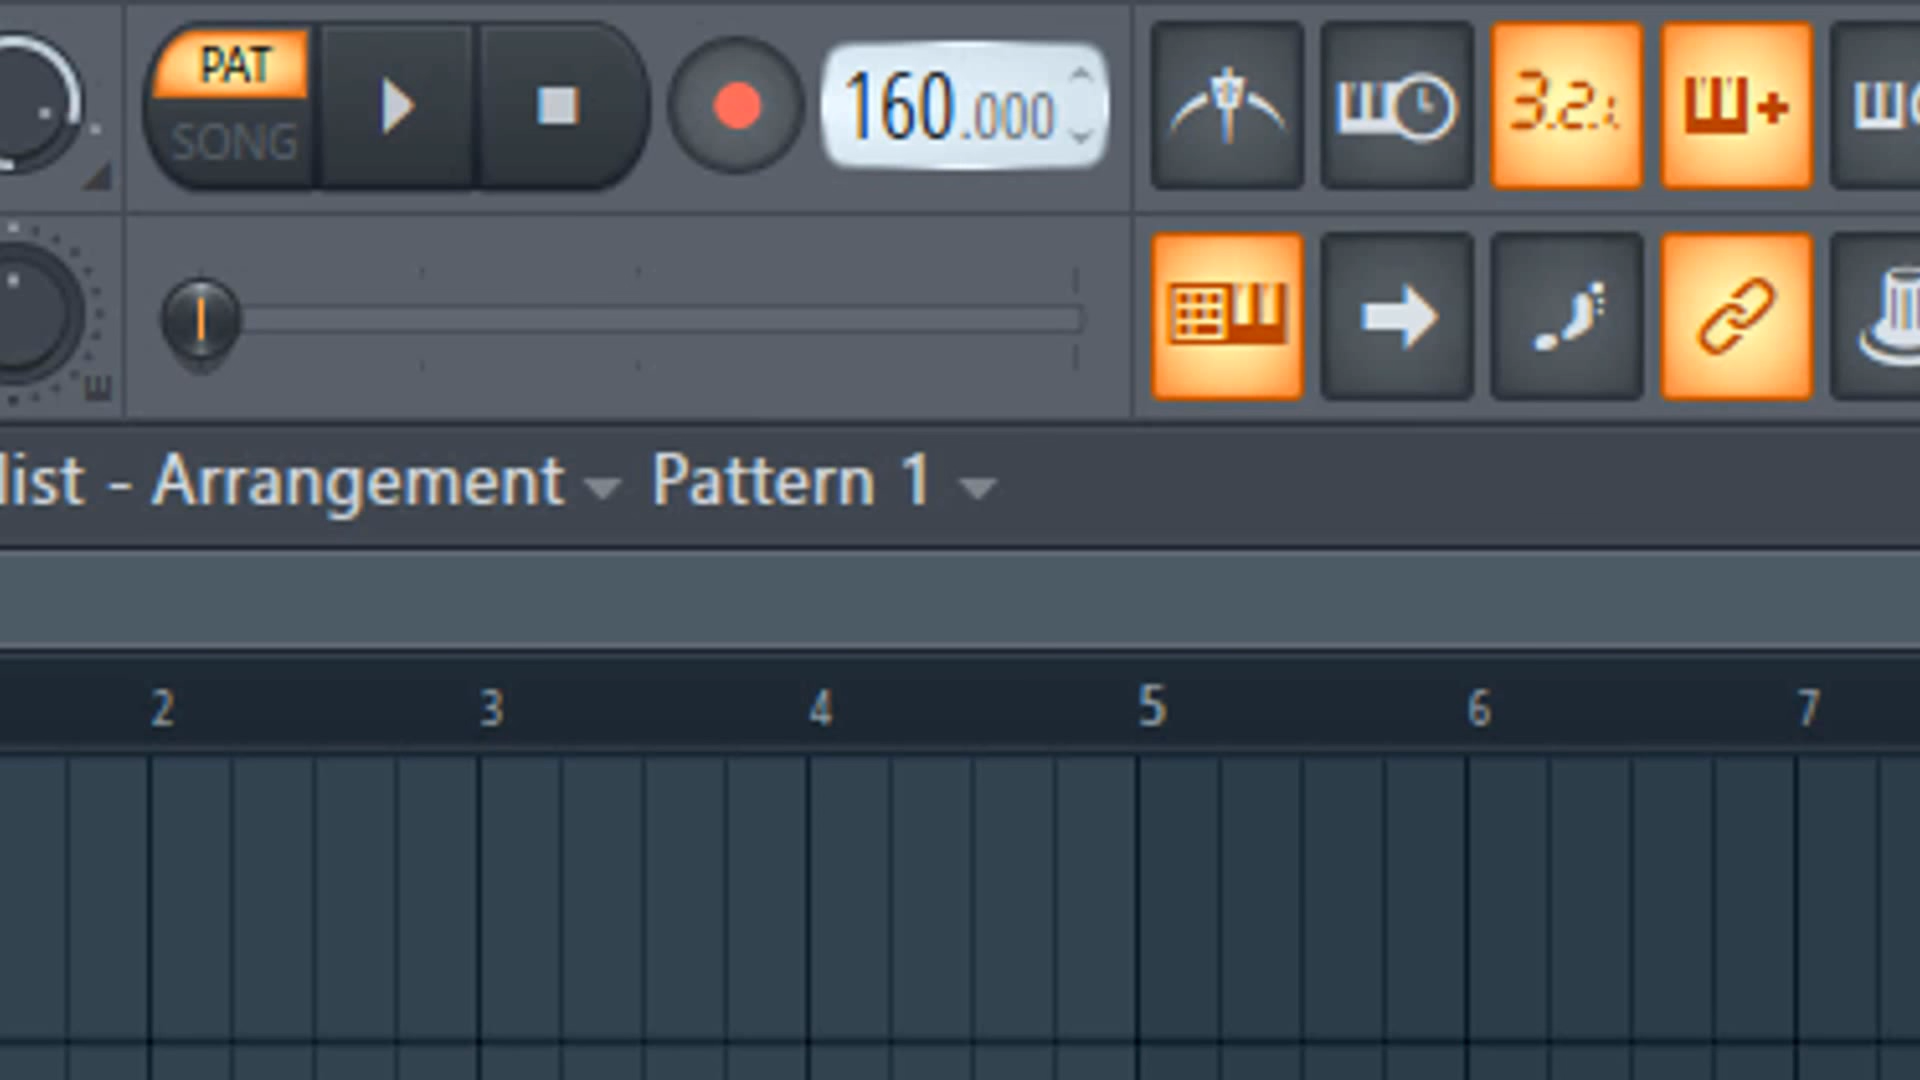 PAT
SONG
160.000
3.2.
E
list - Arrangement Pattern 1
2 3 4 5 6 7